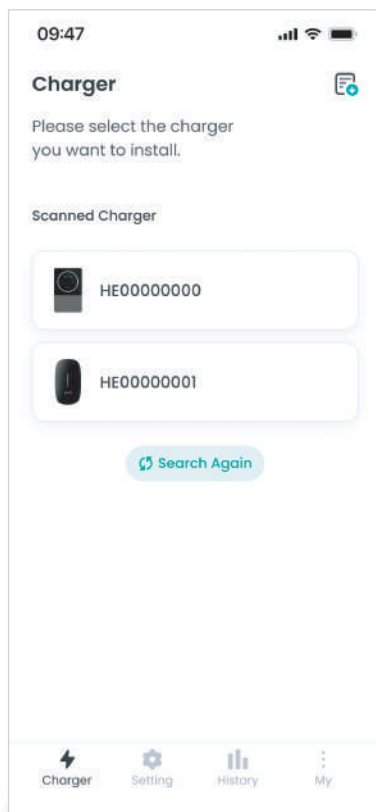 09:47
Charger
Please select the charger
you want to install.
Scanned Charger
HE00000000
HE00000001
Search Again
Charger Setting History My